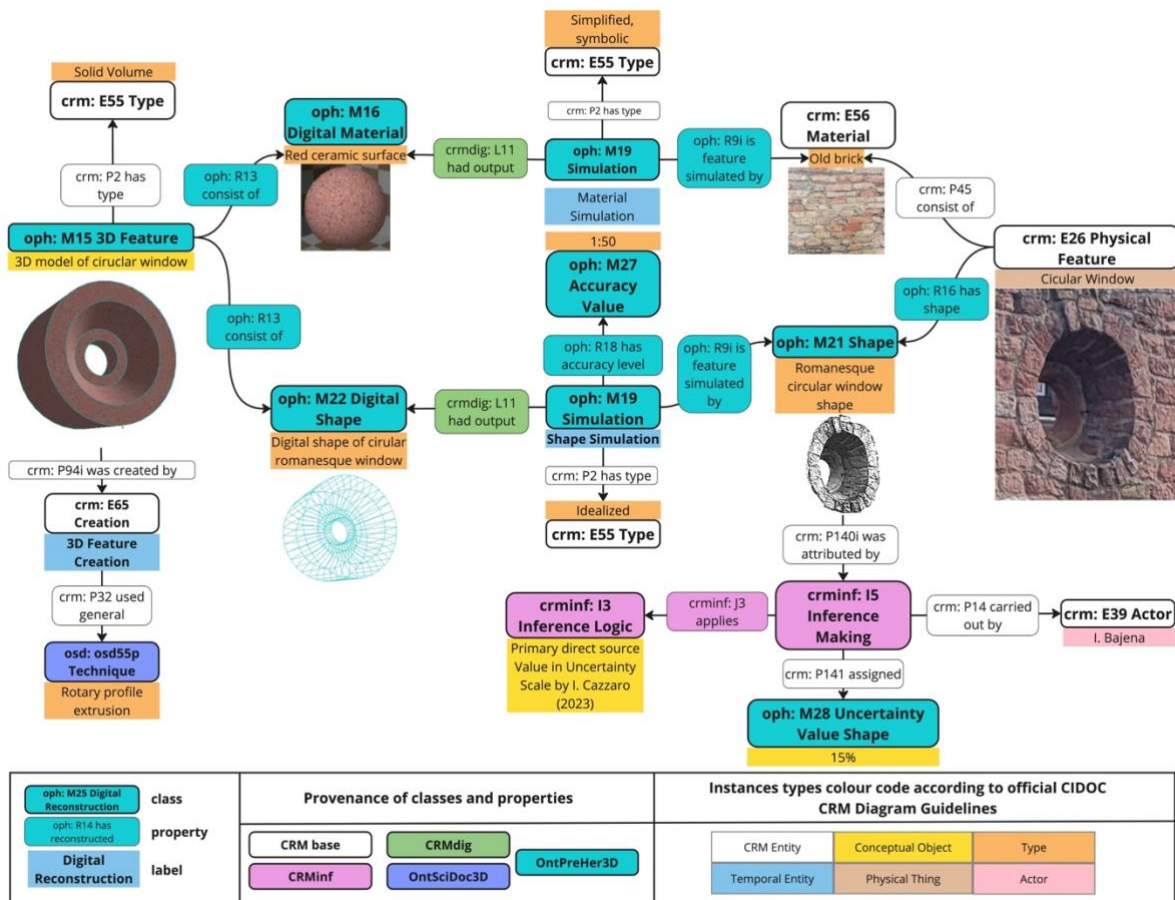 Simplified,
symbolic
crm: E55 Type
crm: P2 has type
Solid Volume
crm: E55 Type
crm: P2 has
type
oph: M15 3D Feature
3D model of ciruclar window
oph: R13
consist of
oph: M16
Digital Material
Red ceramic surface
crmdig: L11
had output
oph: M19
Simulation
Material
Simulation
oph: R9i is
feature
simulated by
crm: E56
Material
Old brick
crm: P45
consist of
crm: E26 Physical
Feature
Cicular Window
oph: R16 has
shape
1:50
oph: M27
Accuracy
Value
oph: R18 has
accuracy level
oph: R13
consist of
oph: M22 Digital
Shape
Digital shape of cirular
romanesque window
crmdig: L11
had output
oph: M19
Simulation
Shape Simulation
crm: P2 has type
Idealized
crm: E55 Type
oph: R9i is
feature
simulated
by
oph: M21 Shape
Romanesque
circular window
shape
crm: P94i was created by
crm: E65
Creation
3D Feature
Creation
crm: P32 used
general
osd: osd55p
Technique
Rotary profile
extrusion
crm: P140i was
attributed by
crminf: I3
Inference Logic
Primary direct source
Value in Uncertainty
Scale by I. Cazzaro
(2023)
crminf: J3
applies
crminf: I5
Inference
Making
crm: P14 carried
out by
crm: E39 Actor
I. Bajena
crm: P141 assigned
oph: M28 Uncertainty
Value Shape
15%
oph: M25 Digital
Reconstruction
class
oph: R14 has
reconstructed
property
Digital
Reconstruction
label
Provenance of classes and properties
CRM base
CRMdig
OntPreHer3D
CRMinf
OntSciDoc3D
Instances types colour code according to official CIDOC
CRM Diagram Guidelines
CRM Entity
Conceptual Object
Type
Temporal Entity
Physical Thing
Actor